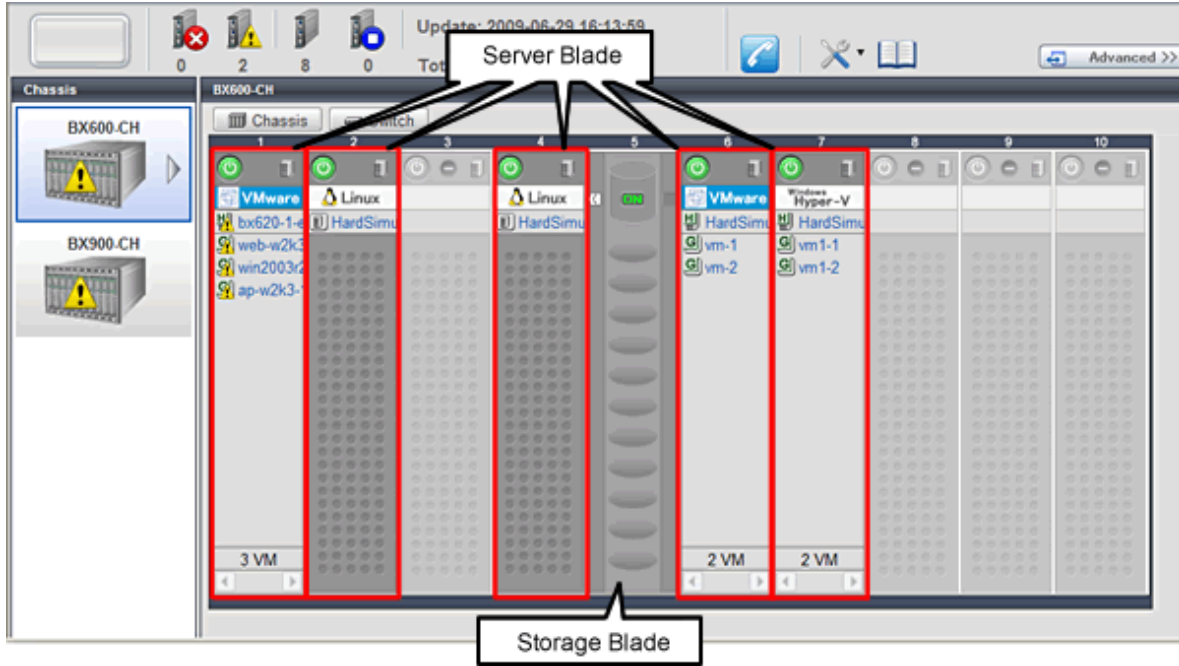 Update: 2009-06-29 16:13:59
0 2 8 0 Tot
Server Blade
Advanced >>
Chassis
BX600-CH
BX600-CH
Chassis
1 2 3 4 5 6 7 8 9 10
VMware Linux Linux ON VMware Windows Hyper-V
bx620-1-e HardSimu HardSimu HardSimu HardSimu
web-w2k3 vm-1 vm1-1
win2003r2 vm-2 vm1-2
ap-w2k3-
BX900-CH
3 VM 2 VM 2 VM
Storage Blade